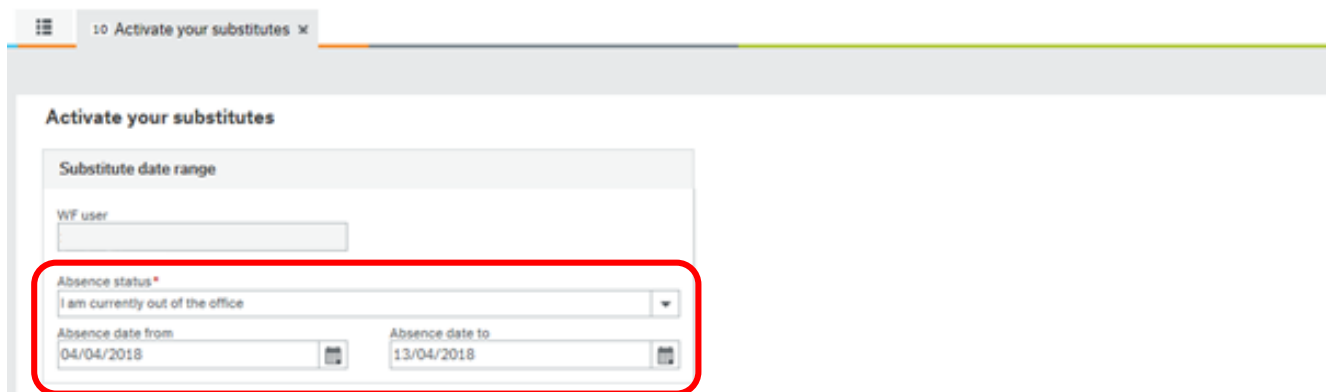 10 Activate your substitutes ×
Activate your substitutes
Substitute date range
WF user
Absence status*
I am currently out of the office
Absence date from Absence date to
04/04/2018 13/04/2018